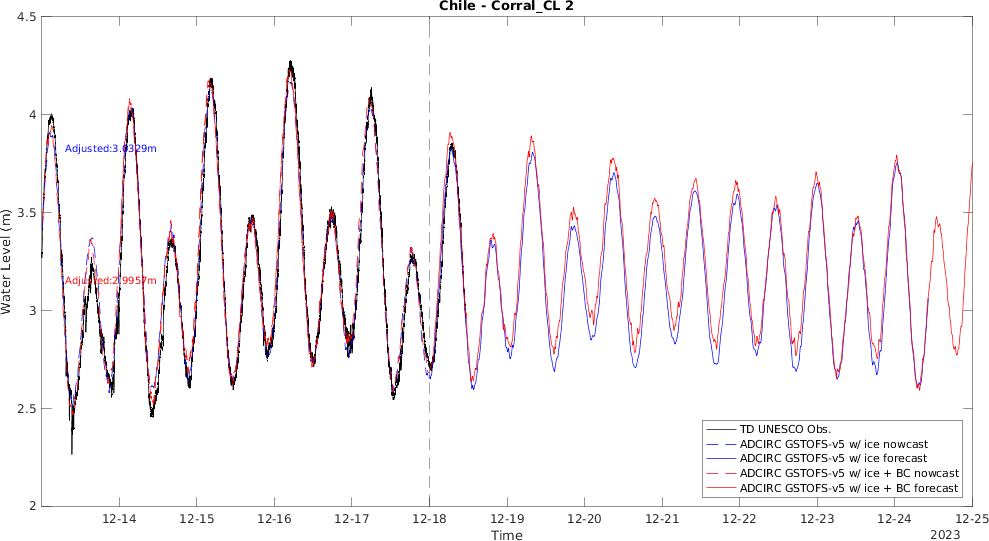 Chile - Corral_CL 2
4.5
4
3.5
3
2.5
2
Water Level (m)
Adjusted:3.0329m
Adjusted:2.9957m
TD UNESCO Obs.
ADCIRC GSTOFS-v5 w/ ice nowcast
ADCIRC GSTOFS-v5 w/ ice forecast
ADCIRC GSTOFS-v5 w/ ice + BC nowcast
ADCIRC GSTOFS-v5 w/ ice + BC forecast
12-14 12-15 12-16 12-17 12-18 12-19 12-20 12-21 12-22 12-23 12-24 12-25
Time
2023